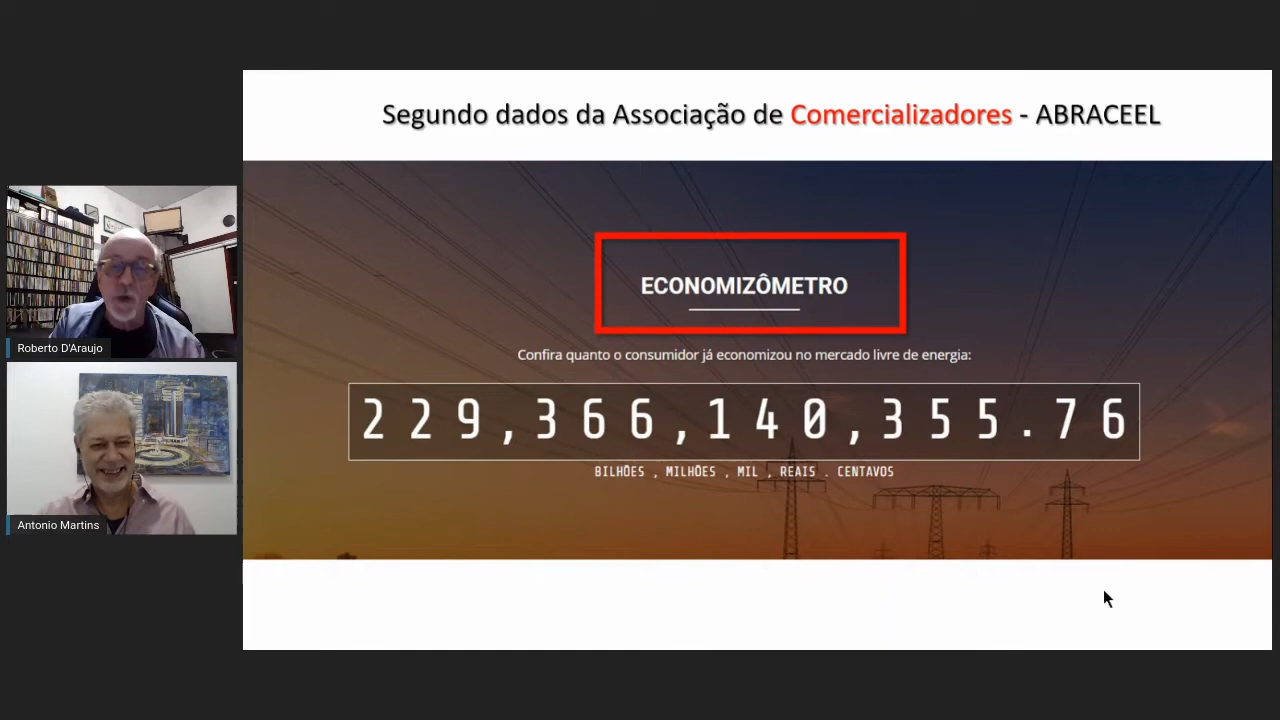 Segundo dados da Associação de Comercializadores - ABRACEEL
ECONOMIZÔMETRO
Confira quanto o consumidor já economizou no mercado livre de energia:
229,366,140,355.76
BILHÕES , MILHÕES , MIL , REAIS . CENTAVOS
Roberto D'Araujo
Antonio Martins